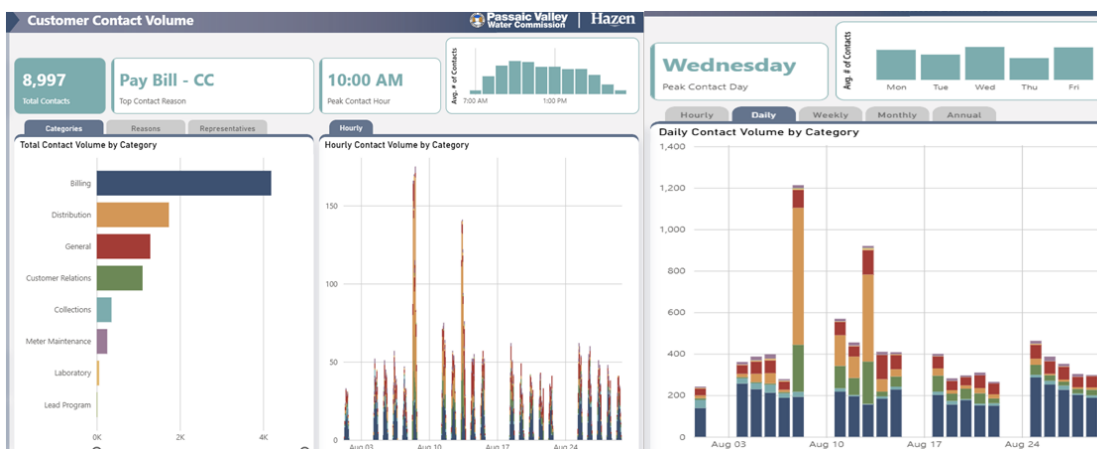 Customer Contact Volume
Passaic Valley
Water Commission
Hazen
8,997
Total Contacts
Pay Bill - CC
Top Contact Reason
10:00 AM
Peak Contact Hour
Avg. # of Contacts
7:00 AM 1:00 PM
Categories Reasons Representatives
Total Contact Volume by Category
Billing
Distribution
General
Customer Relations
Collections
Meter Maintenance
Laboratory
Lead Program
0K 2K 4K
Hourly
Hourly Contact Volume by Category
150
100
50
0
Aug 03 Aug 10 Aug 17 Aug 24
Wednesday
Peak Contact Day
Avg. # of Contacts
Mon Tue Wed Thu Fri
Hourly Daily Weekly Monthly Annual
Daily Contact Volume by Category
1,400
1,200
1,000
800
600
400
200
0
Aug 03 Aug 10 Aug 17 Aug 24